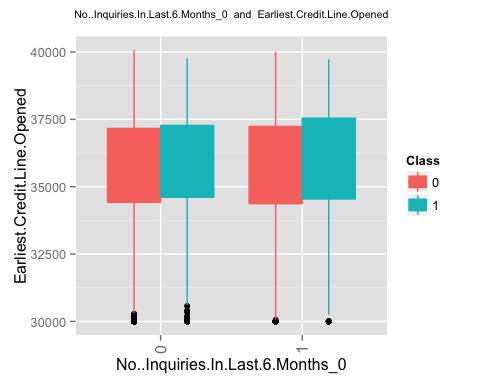 No..Inquiries.In.Last.6.Months_0 and Earliest.Credit.Line.Opened
40000
37500
35000
32500
30000
Earliest.Credit.Line.Opened
0
1
No..Inquiries.In.Last.6.Months_0
Class
0
1